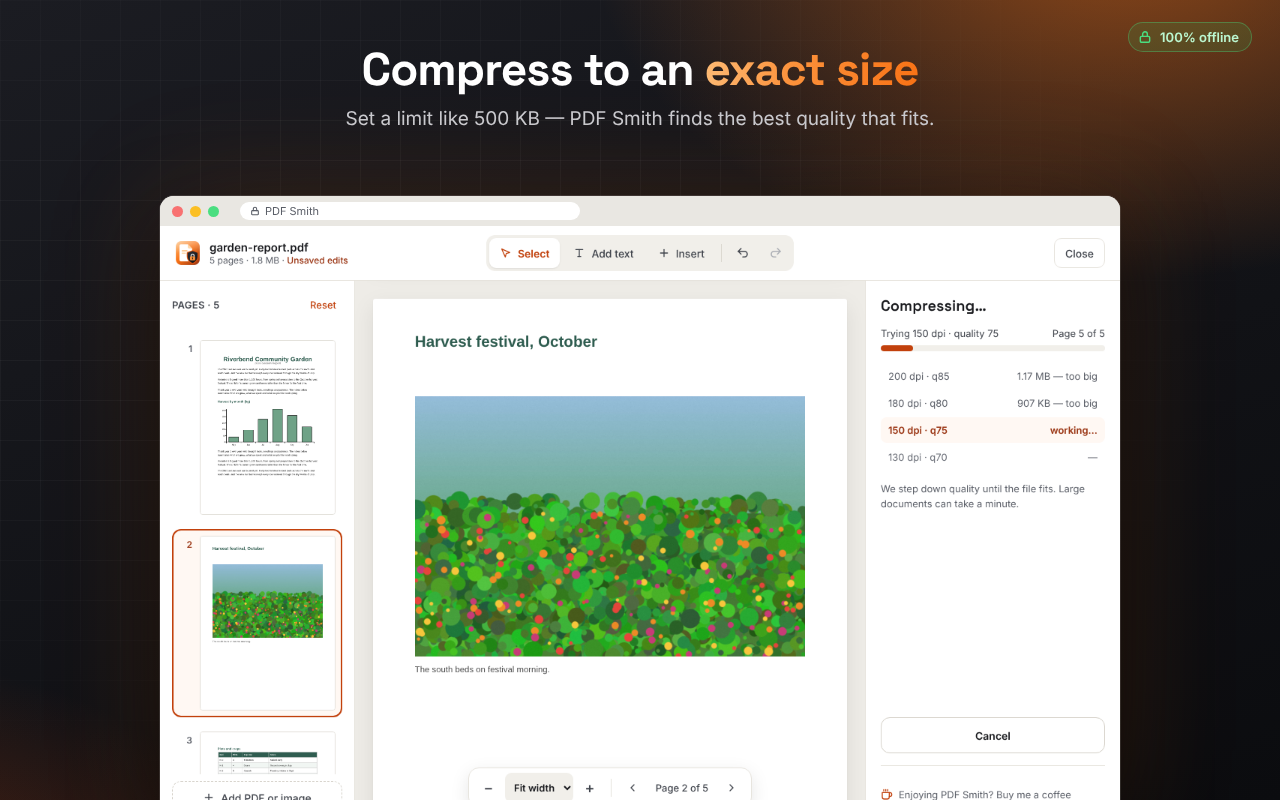 100% offline
Compress to an exact size
Set a limit like 500 KB — PDF Smith finds the best quality that fits.
PDF Smith
garden-report.pdf
5 pages · 1.8 MB · Unsaved edits
Select
Add text
Insert
Close
PAGES · 5
Reset
1
Riverbend Community Garden
2
Harvest festival, October
3
Add PDF or image
Harvest festival, October
The south beds on festival morning.
Fit width
Page 2 of 5
Compressing...
Trying 150 dpi · quality 75
Page 5 of 5
200 dpi · q85
1.17 MB — too big
180 dpi · q80
907 KB — too big
150 dpi · q75
working...
130 dpi · q70
—
We step down quality until the file fits. Large
documents can take a minute.
Cancel
Enjoying PDF Smith? Buy me a coffee